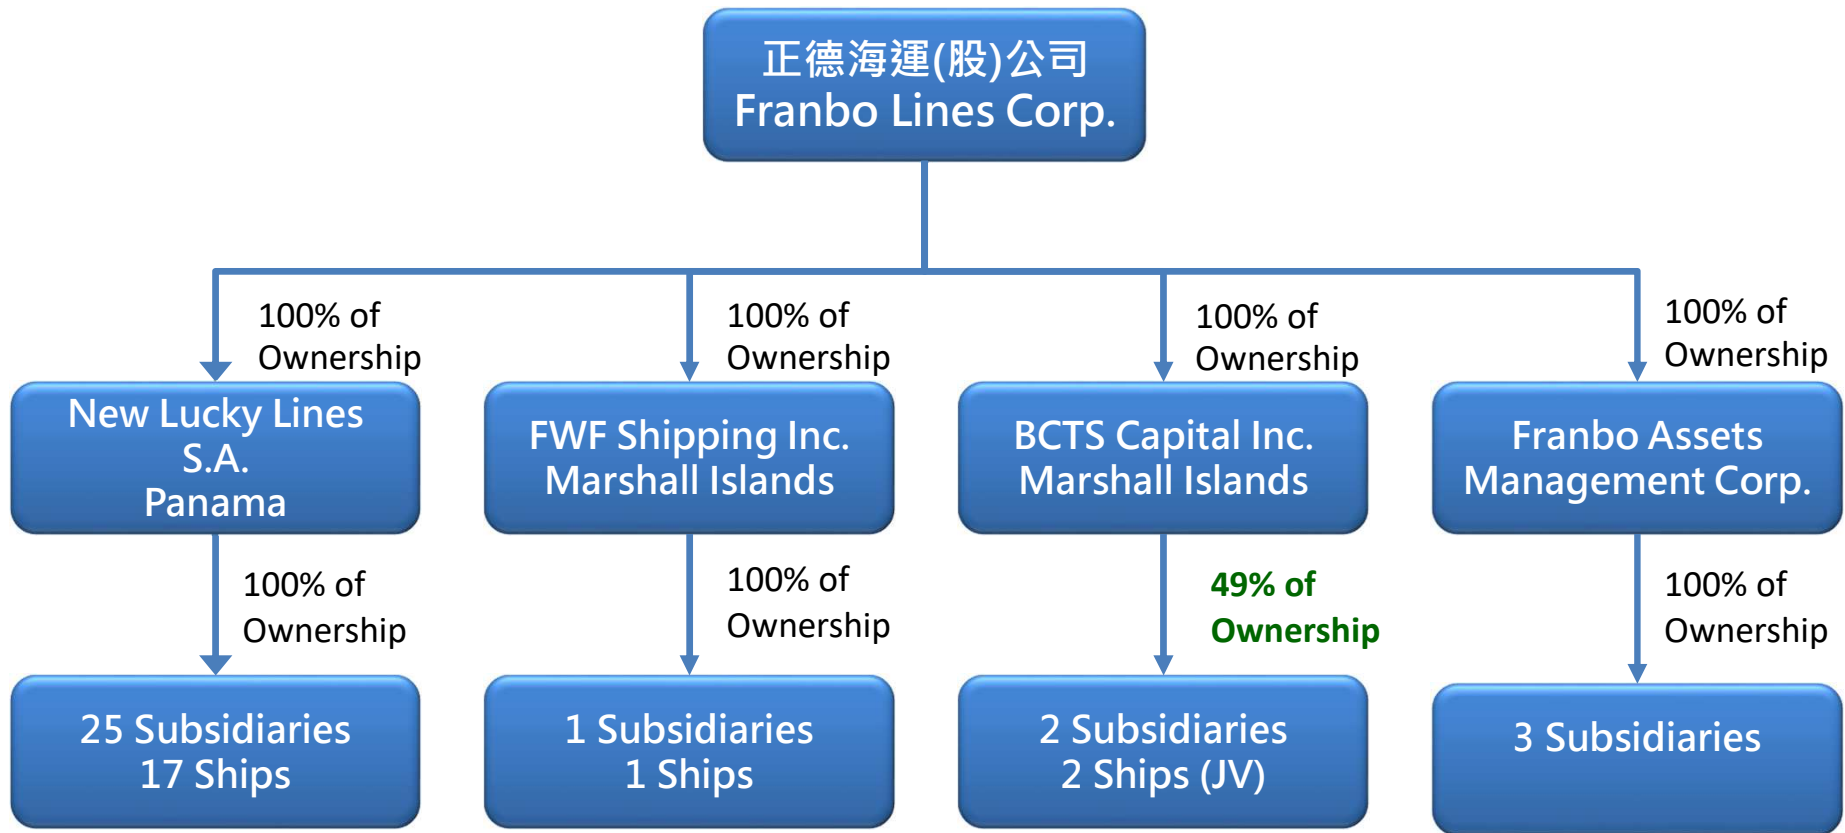 正德海運(股)公司
Franbo Lines Corp.
100% of
Ownership
100% of
Ownership
100% of
Ownership
100% of
Ownership
New Lucky Lines
S.A.
Panama
FWF Shipping Inc.
Marshall Islands
BCTS Capital Inc.
Marshall Islands
Franbo Assets
Management Corp.
100% of
Ownership
100% of
Ownership
49% of
Ownership
100% of
Ownership
25 Subsidiaries
17 Ships
1 Subsidiaries
1 Ships
2 Subsidiaries
2 Ships (JV)
3 Subsidiaries